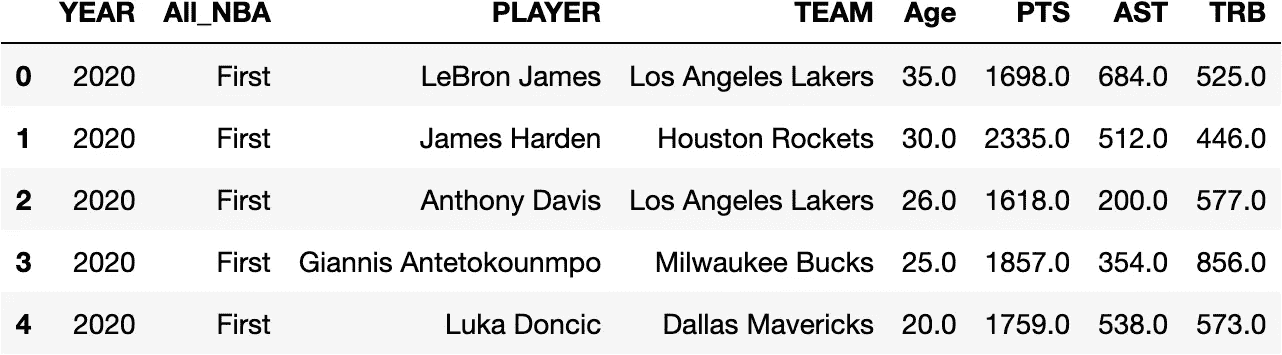 YEAR All_NBA PLAYER TEAM Age PTS AST TRB
0 2020 First LeBron James Los Angeles Lakers 35.0 1698.0 684.0 525.0
1 2020 First James Harden Houston Rockets 30.0 2335.0 512.0 446.0
2 2020 First Anthony Davis Los Angeles Lakers 26.0 1618.0 200.0 577.0
3 2020 First Giannis Antetokounmpo Milwaukee Bucks 25.0 1857.0 354.0 856.0
4 2020 First Luka Doncic Dallas Mavericks 20.0 1759.0 538.0 573.0